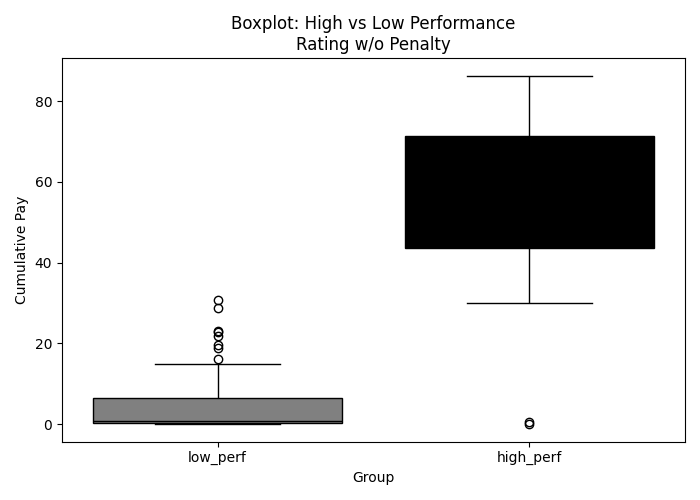 Boxplot: High vs Low Performance
Rating w/o Penalty
80
60
40
20
0
Cumulative Pay
low_perf
high_perf
Group